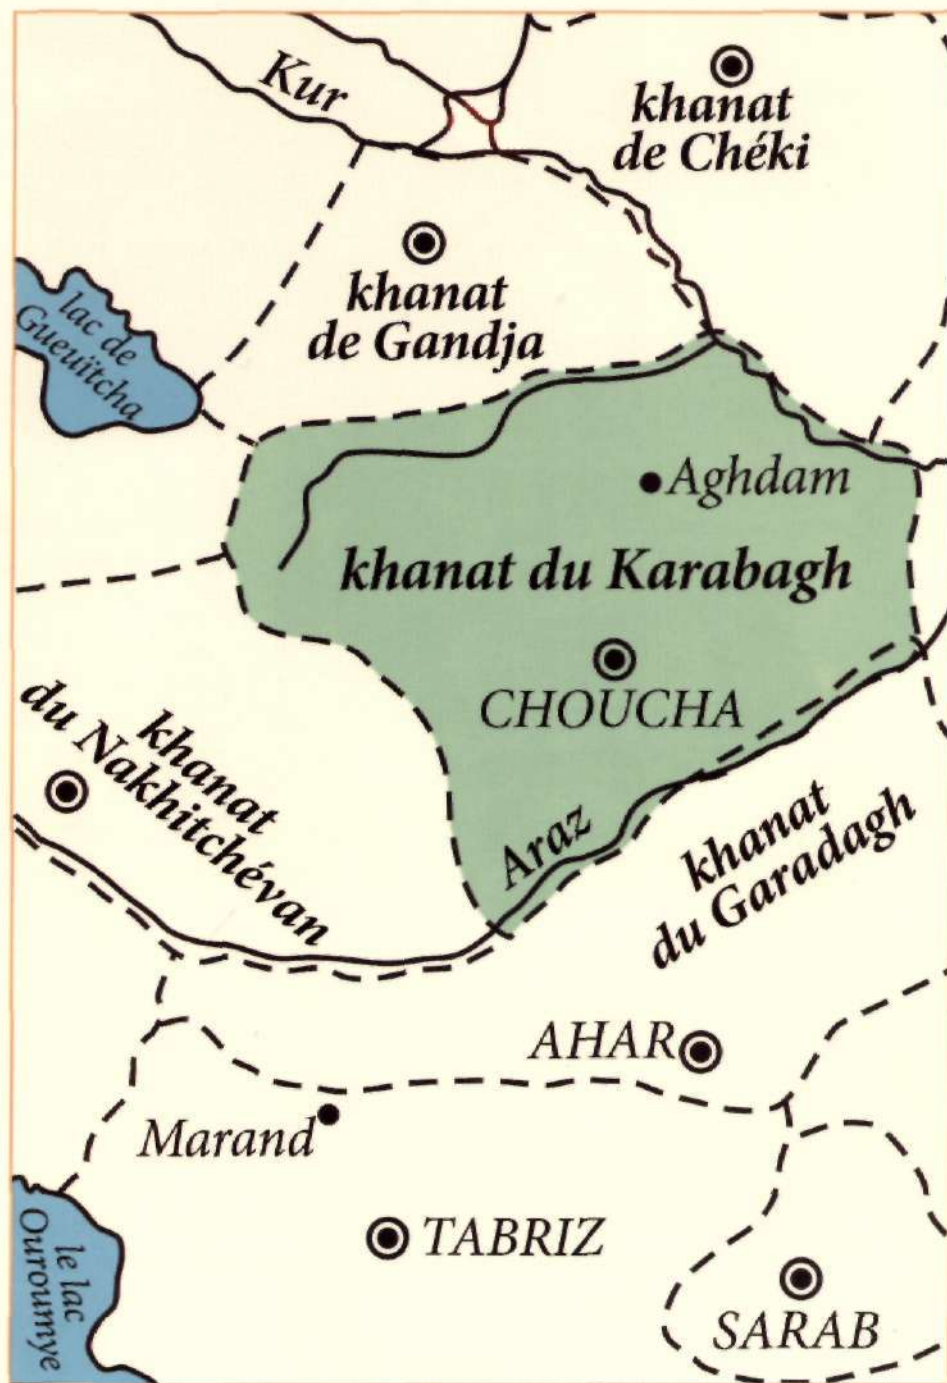 Kur
khanat
de Chéki
khanat
de Gandja
lac de
Gueuïtcha
Aghdam
khanat du Karabagh
CHOUCHA
khanat
du Nakhitchévan
Araz
khanat
du Garadagh
AHAR
Marand
TABRIZ
le lac
Ouroumye
SARAB